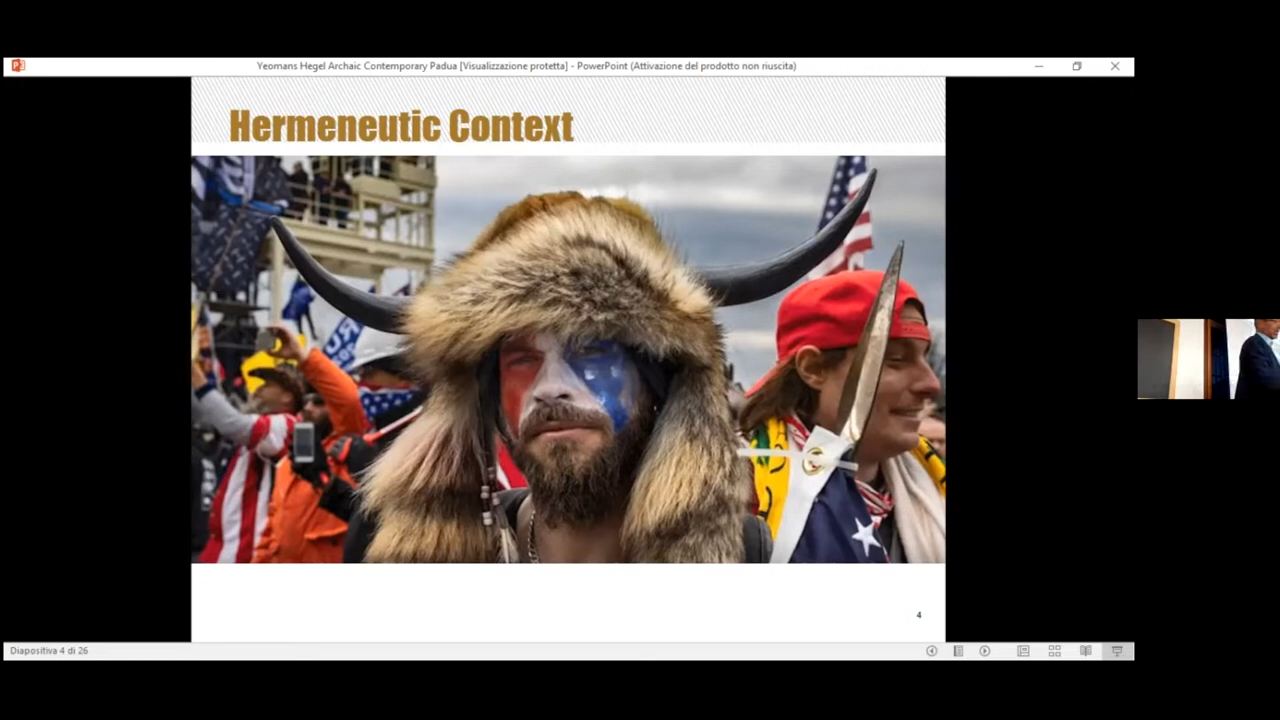 Yeomans Hegel Archaic Contemporary Padua [Visualizzazione protetta] - PowerPoint (Attivazione del prodotto non riuscita)
Hermeneutic Context
4
Diapositiva 4 di 26